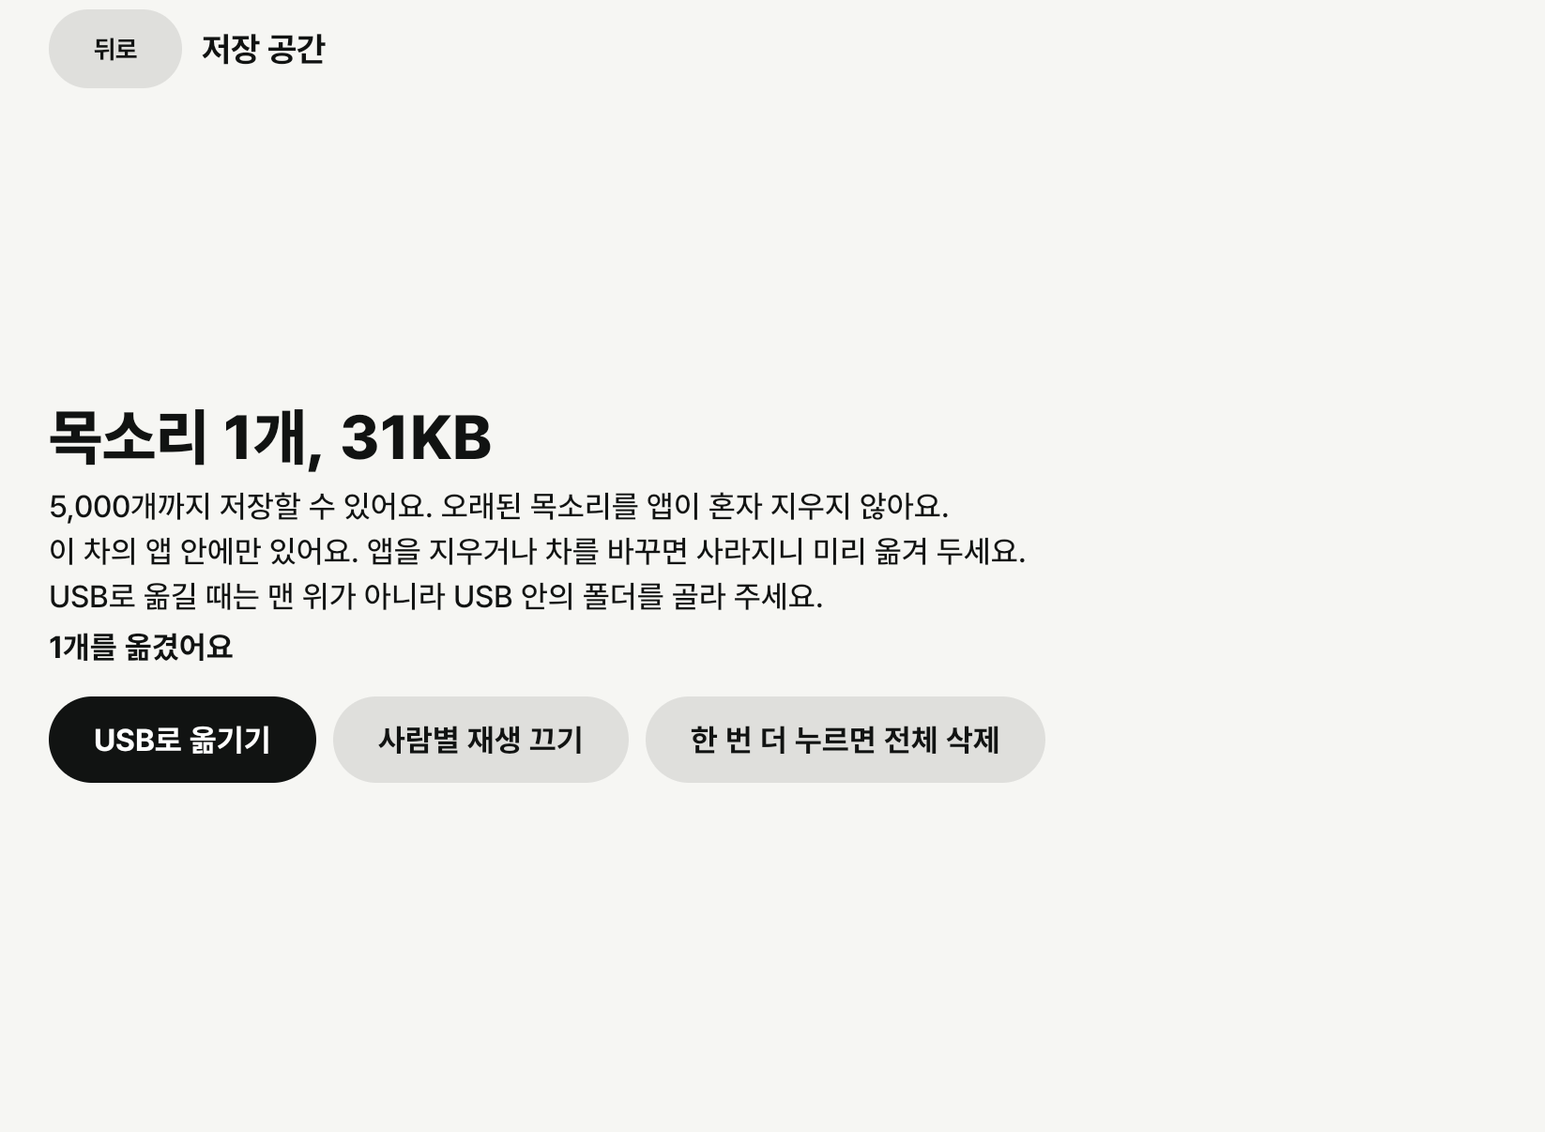 뒤로
저장 공간
목소리 1개, 31KB
5,000개까지 저장할 수 있어요. 오래된 목소리를 앱이 혼자 지우지 않아요.
이 차의 앱 안에만 있어요. 앱을 지우거나 차를 바꾸면 사라지니 미리 옮겨 두세요.
USB로 옮길 때는 맨 위가 아니라 USB 안의 폴더를 골라 주세요.
1개를 옮겼어요
USB로 옮기기
사람별 재생 끄기
한 번 더 누르면 전체 삭제